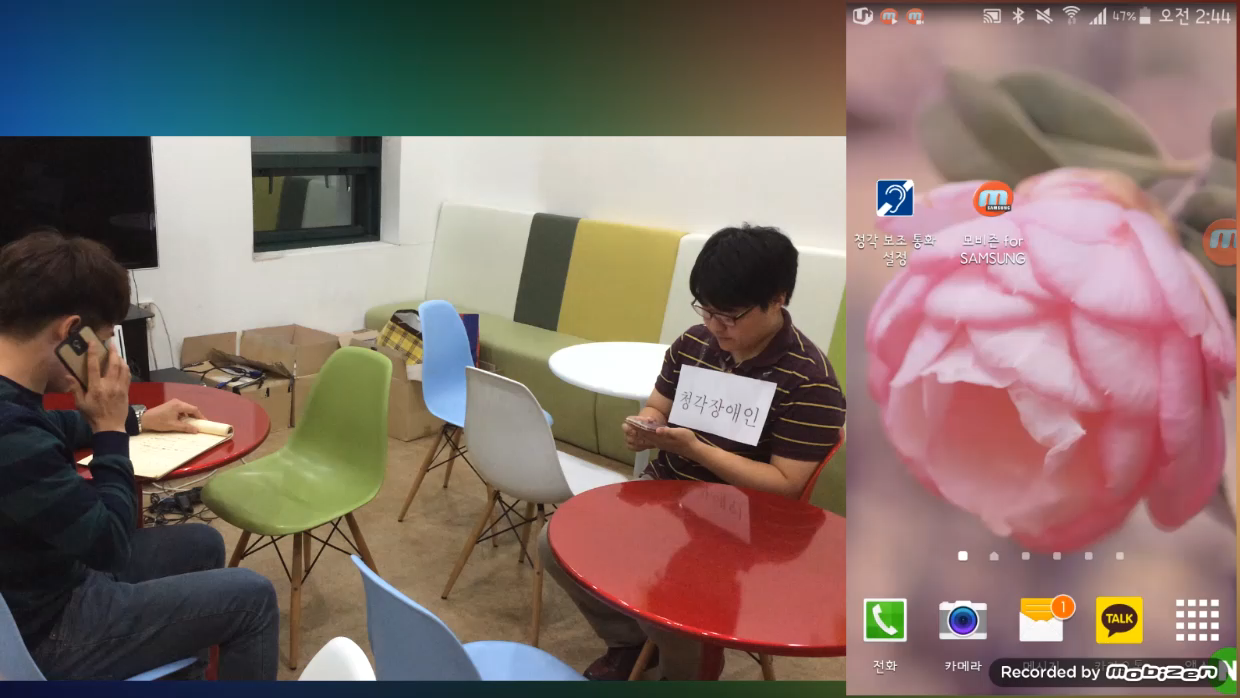 청각장애인
47% 오전 2:44
청각 보조 통화
설정
모비즌 for
SAMSUNG
SAMSUNG
1
TALK
전화
카메라
Recorded by mobizen
N